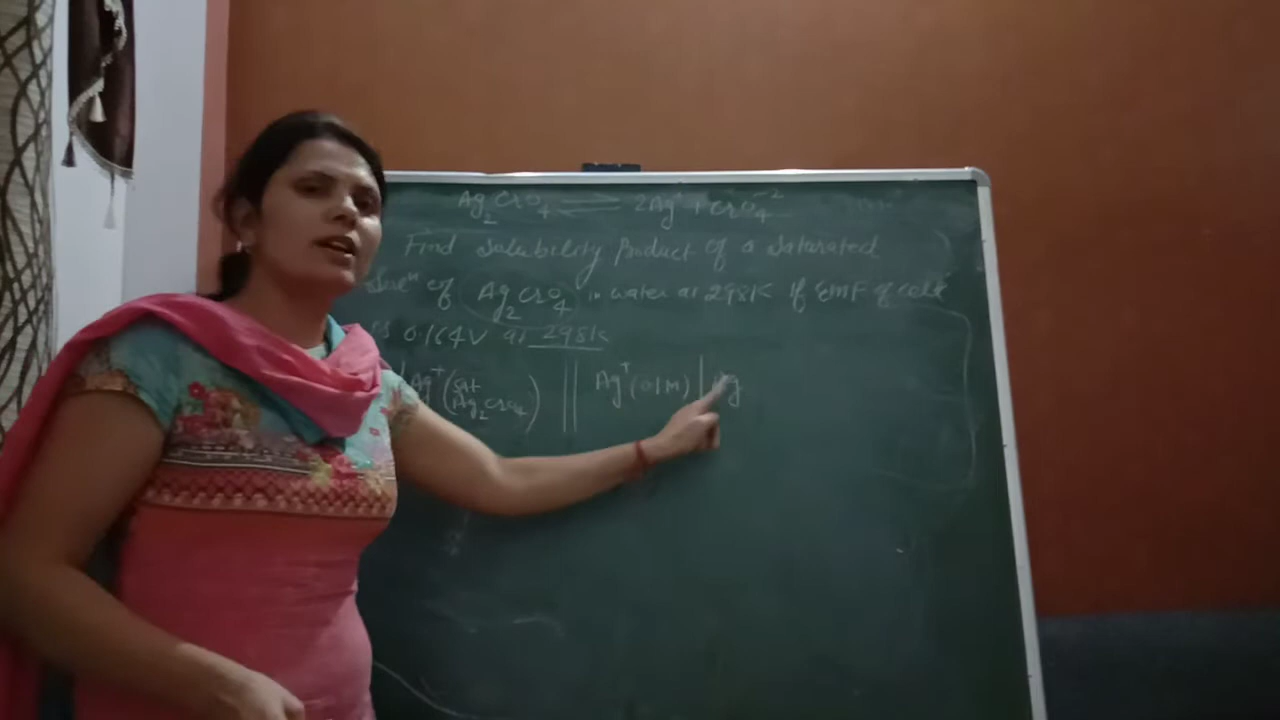 Ag2CrO4 ⇌ 2Ag+ + CrO4-2
Find Solubility Product of a Saturated
Solⁿ of Ag2CrO4 in water at 298K If EMF of cell
is 0.164V at 298K
Ag+ (sat Ag2CrO4) || Ag+ (0.1M) | Ag